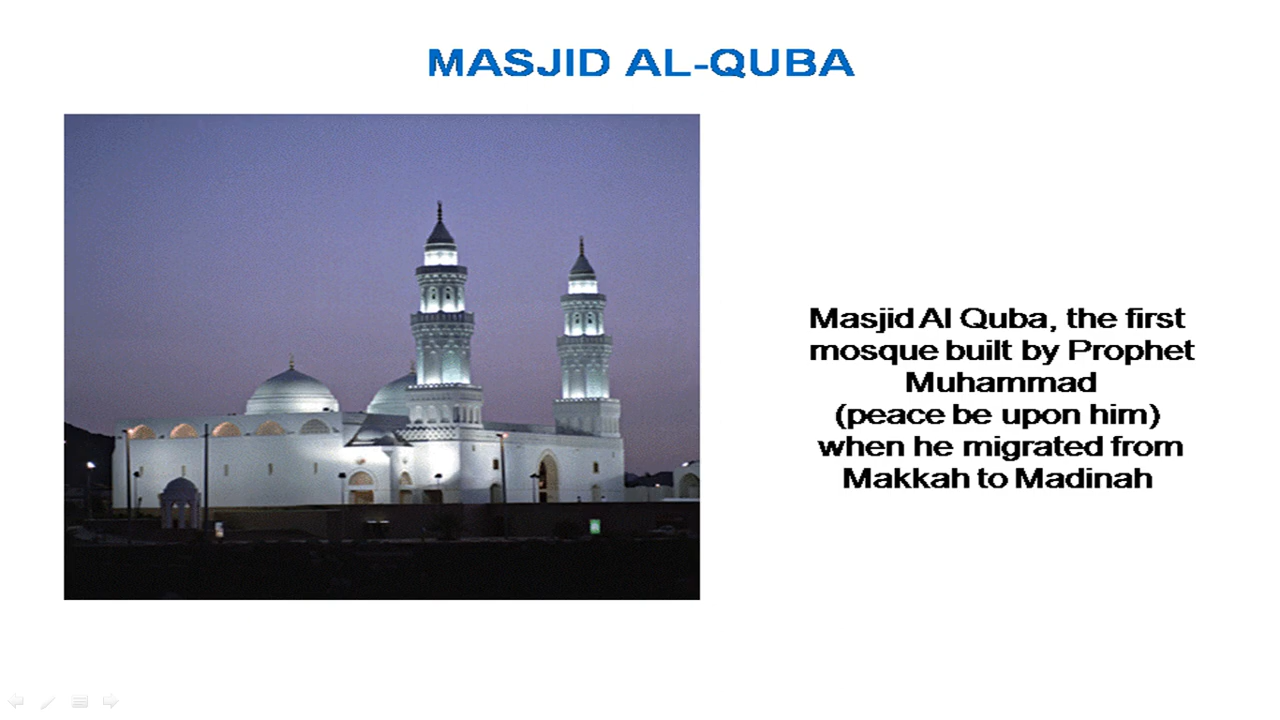 MASJID AL-QUBA
Masjid Al Quba, the first
mosque built by Prophet
Muhammad
(peace be upon him)
when he migrated from
Makkah to Madinah